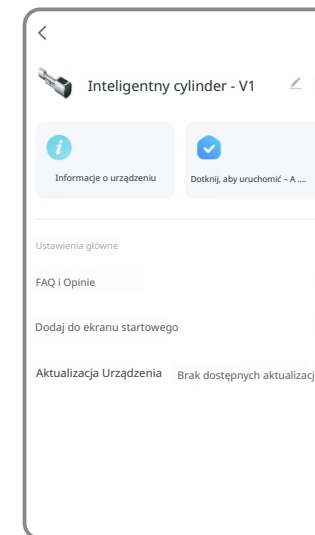 Inteligentny cylinder - V1
Informacje o urządzeniu
Dotknij, aby uruchomić – A ....
Ustawienia główne
FAQ i Opinie
Dodaj do ekranu startowego
Aktualizacja Urządzenia Brak dostępnych aktualizacj